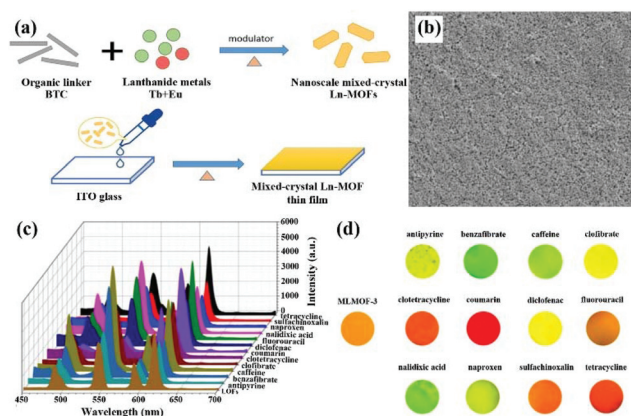 (a)
modulator
Organic linker
BTC
Lanthanide metals
Tb+Eu
Nanoscale mixed-crystal
Ln-MOFs
ITO glass
Mixed-crystal Ln-MOF
thin film
(b)
(c)
6000
5000
4000
3000
2000
1000
0
Intensity (a.u.)
tetracycline
sulfachinoxalin
naproxen
nalidixic acid
fluorouracil
diclofenac
coumarin
clotetracycline
clofibrate
caffeine
benzafibrate
antipyrine
LOFs
450
500
550
600
650
700
Wavelength (nm)
(d)
antipyrine
benzafibrate
caffeine
clofibrate
MLMOF-3
clotetracycline
coumarin
diclofenac
fluorouracil
nalidixic acid
naproxen
sulfachinoxalin
tetracycline